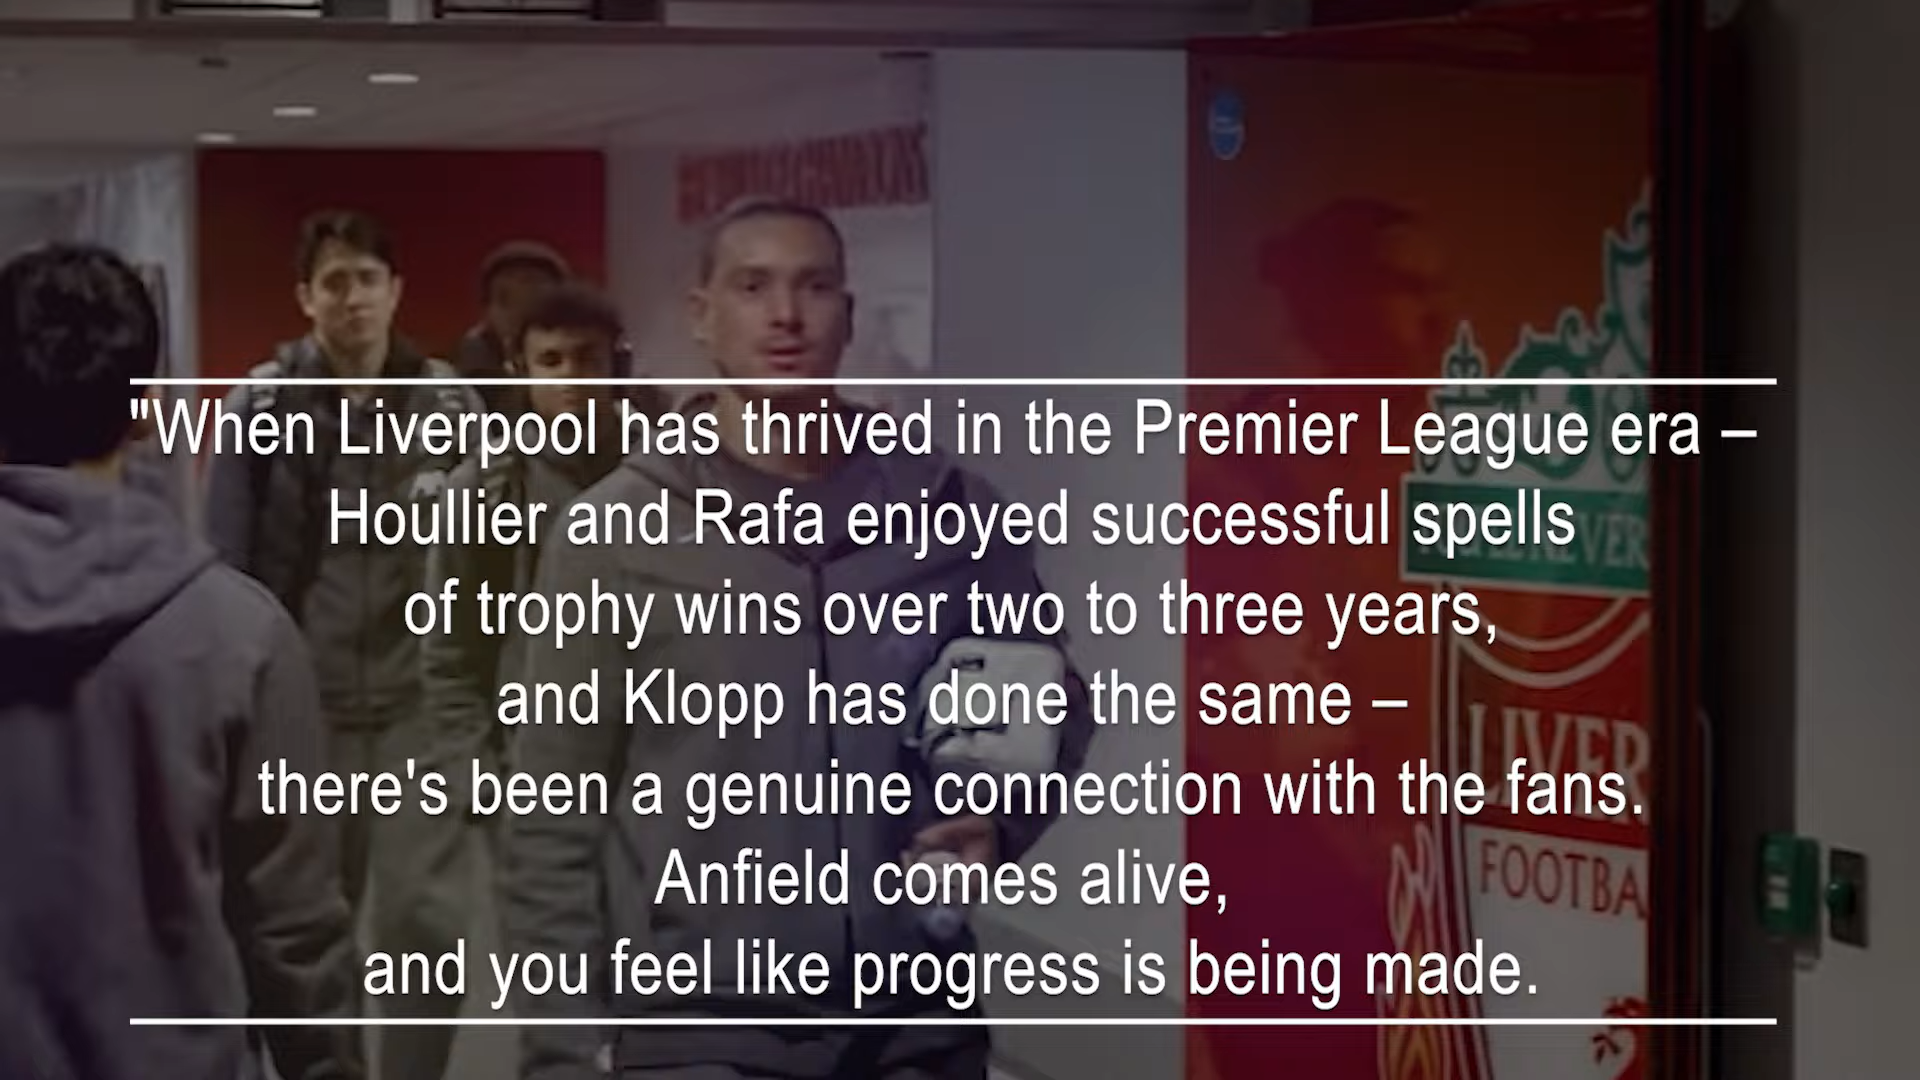 "When Liverpool has thrived in the Premier League era –
Houllier and Rafa enjoyed successful spells
of trophy wins over two to three years,
and Klopp has done the same –
there's been a genuine connection with the fans.
Anfield comes alive,
and you feel like progress is being made.
LIVER
FOOTBA